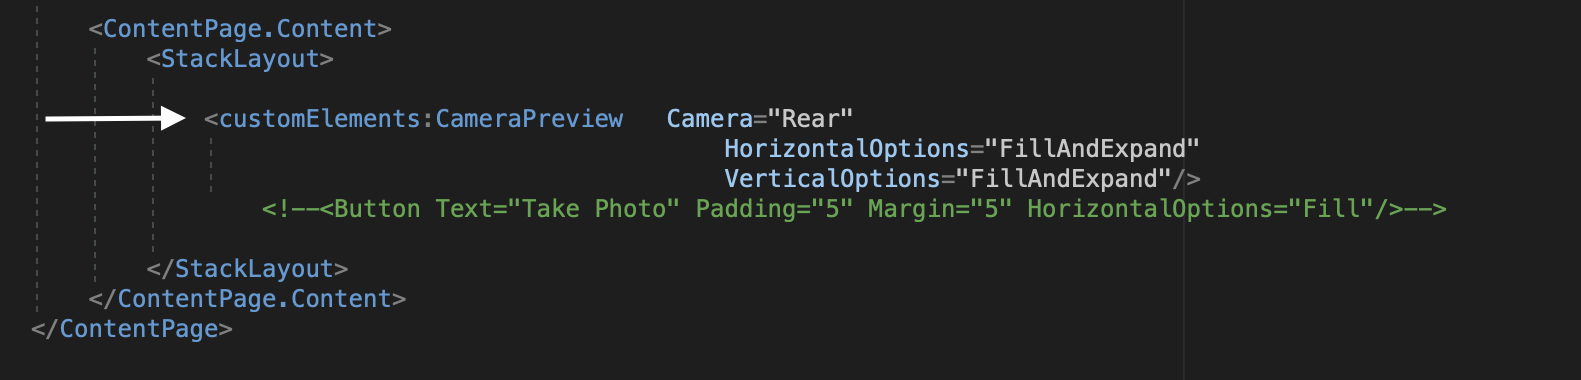 <ContentPage.Content>
<StackLayout>
<customElements:CameraPreview Camera="Rear"
HorizontalOptions="FillAndExpand"
VerticalOptions="FillAndExpand"/>
<!--<Button Text="Take Photo" Padding="5" Margin="5" HorizontalOptions="Fill"/>-->
</StackLayout>
</ContentPage.Content>
</ContentPage>